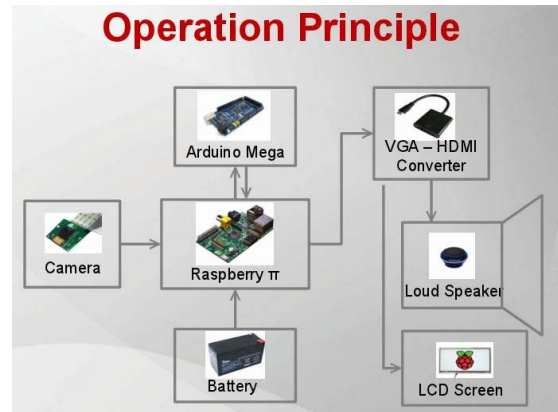 Operation Principle
Arduino Mega
VGA – HDMI
Converter
Camera
Raspberry π
Loud Speaker
Battery
LCD Screen